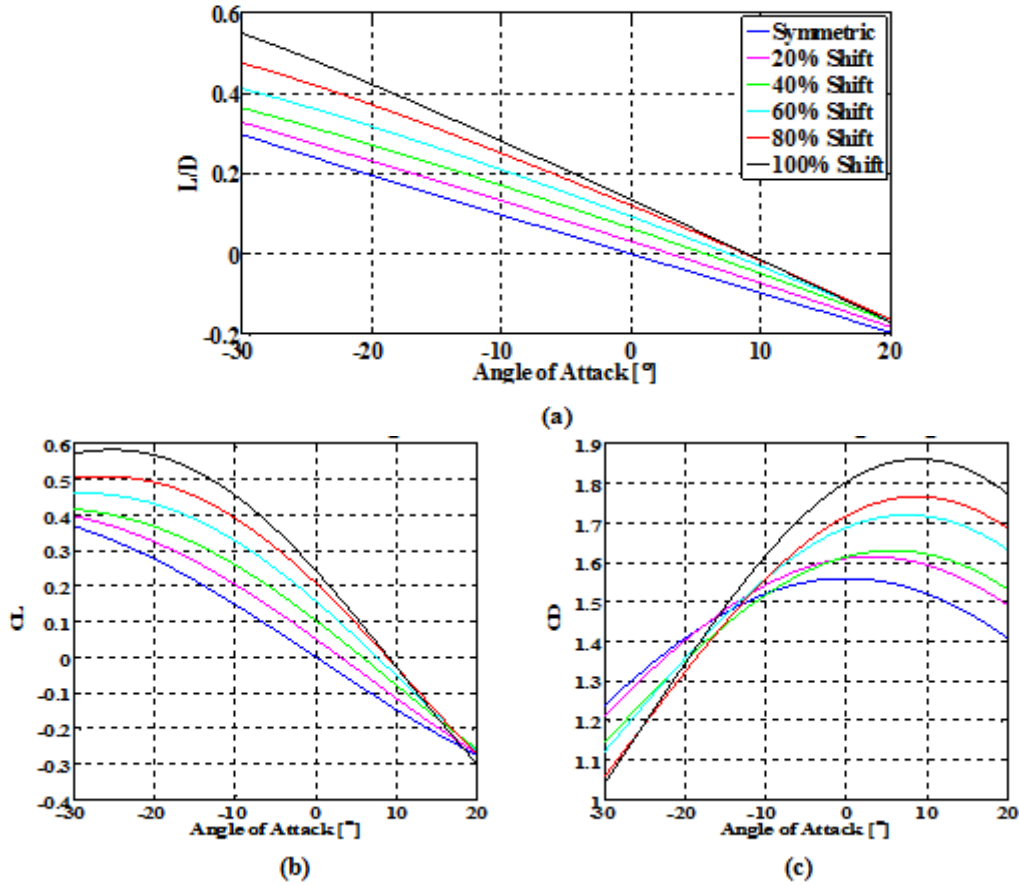 0.6
0.4
0.2
0
-0.2
L/D
-30 -20 -10 0 10 20
Angle of Attack [°]
Symmetric
20% Shift
40% Shift
60% Shift
80% Shift
100% Shift
(a)
0.6
0.5
0.4
0.3
0.2
0.1
0
-0.1
-0.2
-0.3
-0.4
CL
-30 -20 -10 0 10 20
Angle of Attack [°]
(b)
1.9
1.8
1.7
1.6
1.5
1.4
1.3
1.2
1.1
1
CD
-30 -20 -10 0 10 20
Angle of Attack [°]
(c)